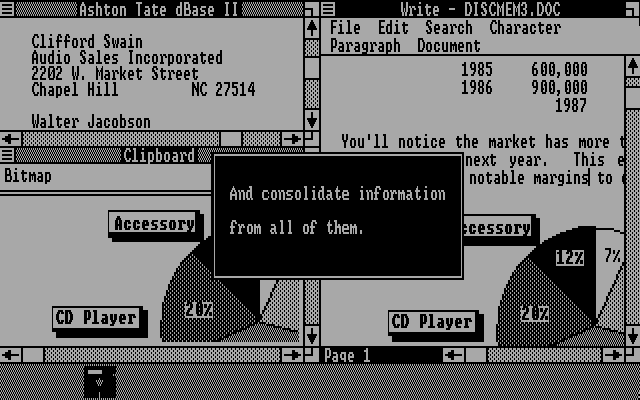 Ashton Tate dBase II
Clifford Swain
Audio Sales Incorporated
2202 W. Market Street
Chapel Hill NC 27514
Walter Jacobson
Clipboard
Bitmap
Accessory
CD Player
20%
And consolidate information
from all of them.
Write - DISCMEM3.DOC
File Edit Search Character
Paragraph Document
1985 600,000
1986 900,000
1987
You'll notice the market has more t
next year. This e
notable margins to
ccessory
12%
7%
20%
CD Player
Page 1